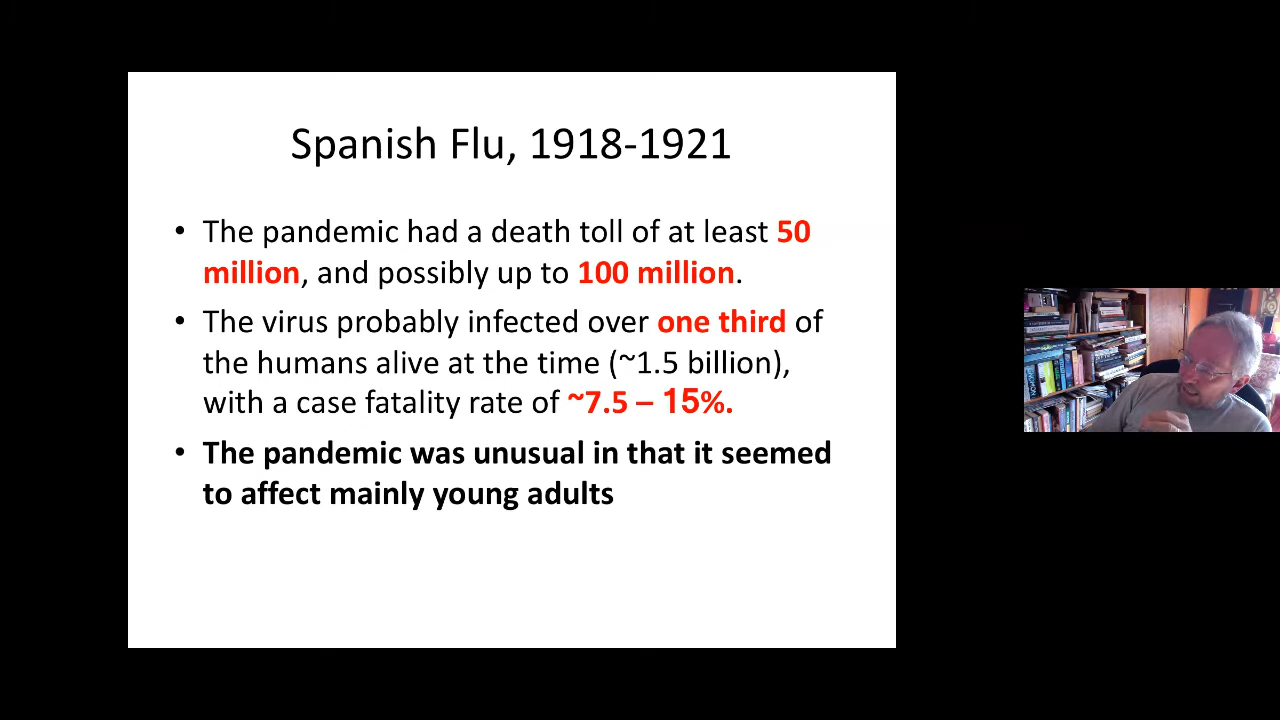 Spanish Flu, 1918-1921
• The pandemic had a death toll of at least 50
million, and possibly up to 100 million.
• The virus probably infected over one third of
the humans alive at the time (~1.5 billion),
with a case fatality rate of ~7.5 – 15%.
• The pandemic was unusual in that it seemed
to affect mainly young adults